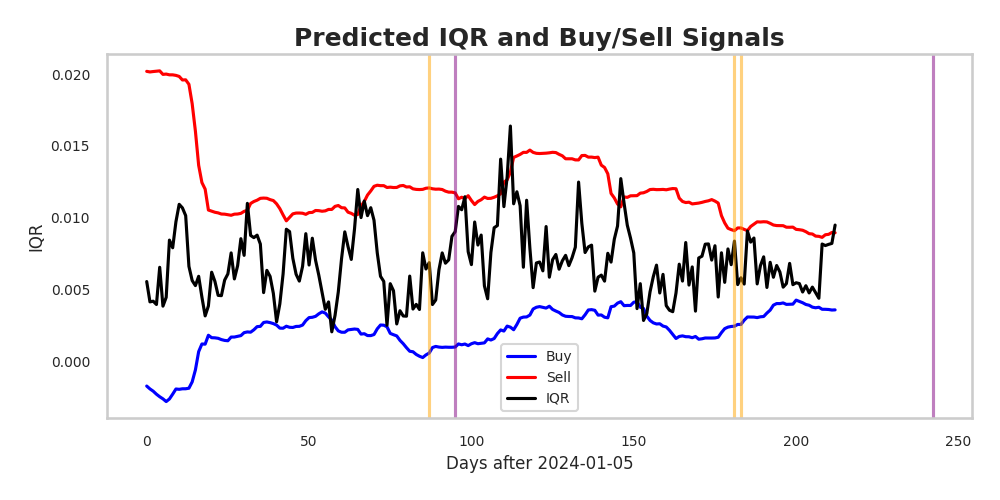 Predicted IQR and Buy/Sell Signals
0.020
0.015
0.010
0.005
0.000
IQR
Buy
Sell
IQR
0 50 100 150 200 250
Days after 2024-01-05